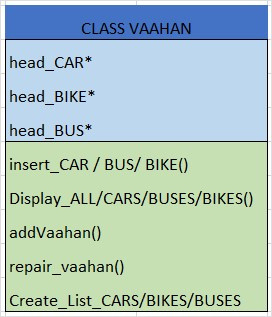 CLASS VAAHAN
head_CAR*
head_BIKE*
head_BUS*
insert_CAR / BUS/ BIKE()
Display_ALL/CARS/BUSES/BIKES()
addVaahan()
repair_vaahan()
Create_List_CARS/BIKES/BUSES